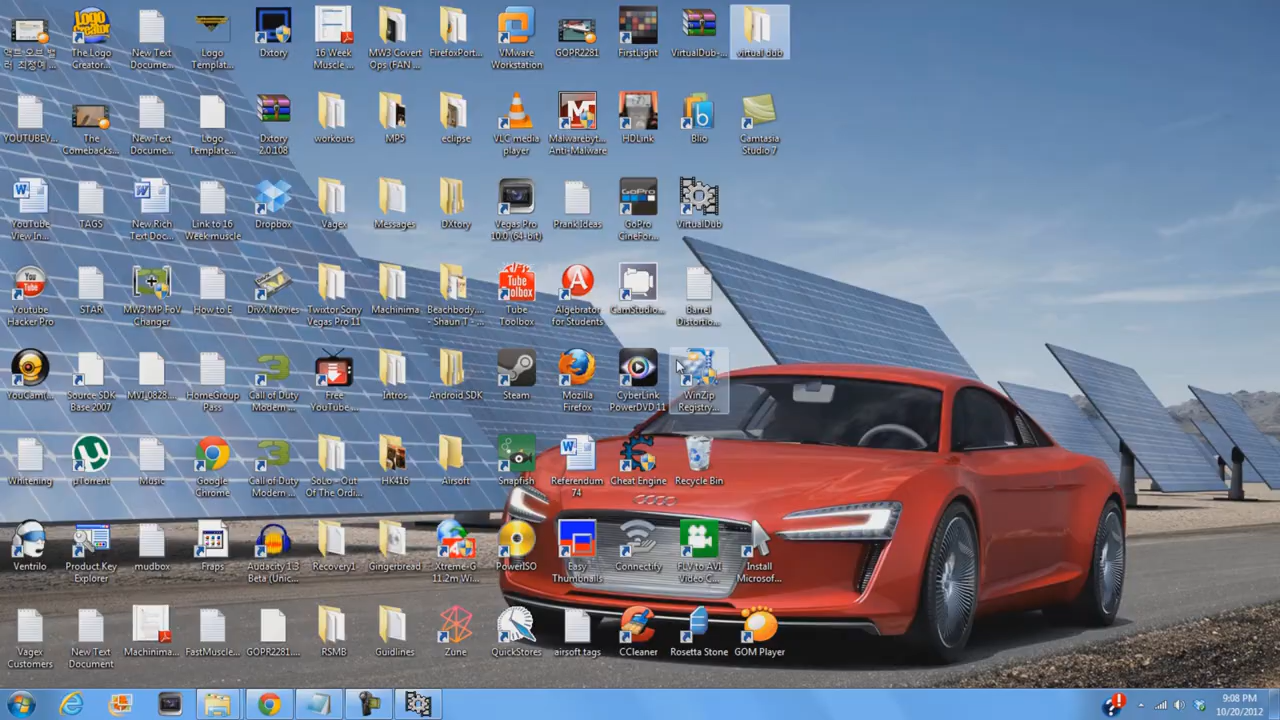 The Logo
Creator...
New Text
Docume...
Logo
Templat...
Dxtory
16 Week
Muscle ...
MW3 Covert
Ops (FAN ...
FirefoxPort...
VMware
Workstation
GOPR2281
FirstLight
VirtualDub-...
virtual dub
YOUTUBEV...
The
Comebacks...
New Text
Docume...
Logo
Template...
Dxtory
2.0.108
workouts
MP5
eclipse
VLC media
player
Malwareby...
Anti-Malware
HDLink
Blio
Camtasia
Studio 7
YouTube
View In...
TAGS
New Rich
Text Doc...
Link to 16
Week muscle
Dropbox
Vagex
Messages
DXtory
Vegas Pro
10.0 (64-bit)
Prank Ideas
GoPro
CineFor...
VirtualDub
Youtube
Hacker Pro
STAR
MW3 MP FoV
Changer
How to E
DivX Movies
Twixtor Sony
Vegas Pro 11
Machinima
Beachbody....
- Shaun T - ...
Tube
Toolbox
Algebrator
for Students
CamStudio...
Barrel
Distortio...
YouCam(...
Source SDK
Base 2007
MVI_0828...
HomeGroup
Pass
Call of Duty
Modern ...
Free
YouTube ...
Intros
Android SDK
Steam
Mozilla
Firefox
CyberLink
PowerDVD 11
WinZip
Registry...
Whitening
µTorrent
Music
Google
Chrome
Call of Duty
Modern ...
SoLo - Out
Of The Ordi...
HK416
Airsoft
Snapfish
Referendum
74
Cheat Engine
Recycle Bin
Ventrilo
Product Key
Explorer
mudbox
Fraps
Audacity 1.3
Beta (Unic...
Recovery1
Gingerbread
Xtreme-G
11.2m Wi...
PowerISO
Easy
Thumbnails
Connectify
FLV to AVI
Video C...
Install
Microsof...
Vagex
Customers
New Text
Document
Machinima...
FastMuscle...
GOPR2281...
RSMB
Guidlines
Zune
QuickStores
airsoft tags
CCleaner
Rosetta Stone
GOM Player
9:08 PM
10/20/2012